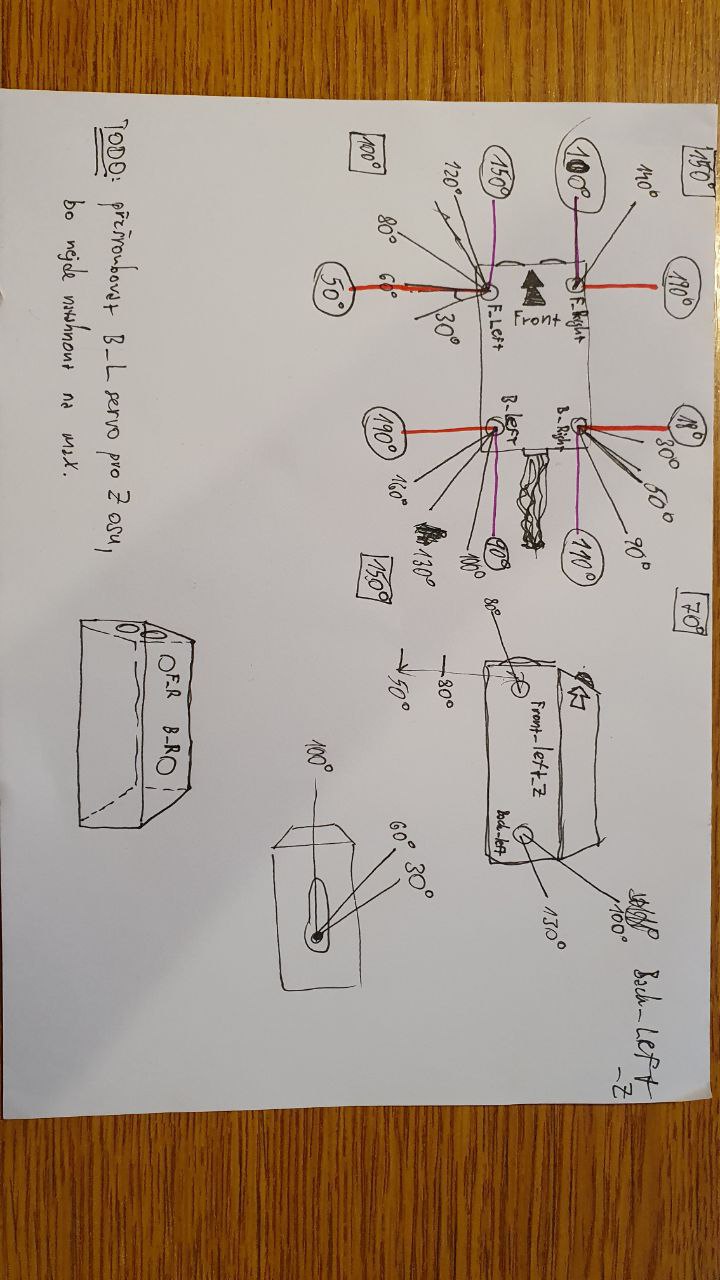 150°
190°
18°
70°
30°
50°
140°
90°
100°
F_Right
B_Right
110°
Front
150°
F_Left
B_Left
90°
100°
120°
30°
130°
80°
60°
190°
160°
100°
150°
50°
Back_Left
_Z
100°
130°
Front_left_Z
Back_left
80°
80°
50°
60°
30°
100°
F_R
B_R
TODO: přešroubovat B_L servo pro Z osu,
bo nejde natáhnout na max.